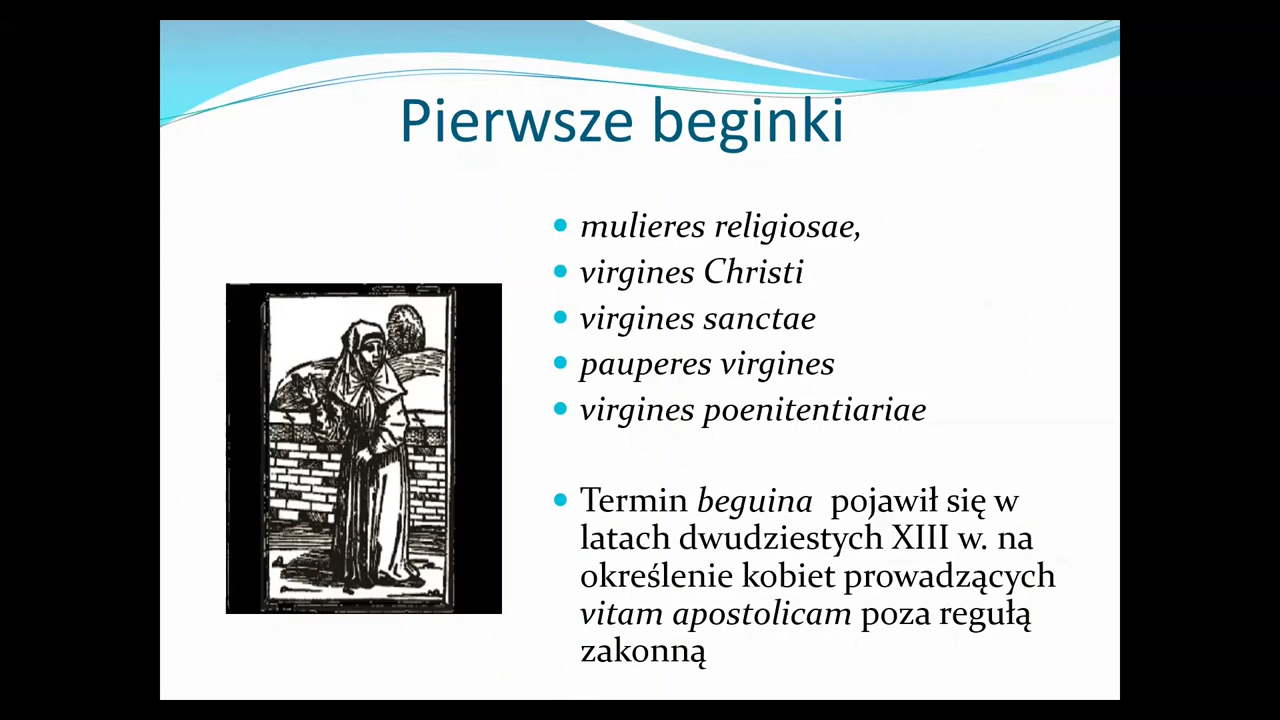 Pierwsze beginki
mulieres religiosae,
virgines Christi
virgines sanctae
pauperes virgines
virgines poenitentiariae
Termin beguina pojawił się w
latach dwudziestych XIII w. na
określenie kobiet prowadzących
vitam apostolicam poza regułą
zakonną